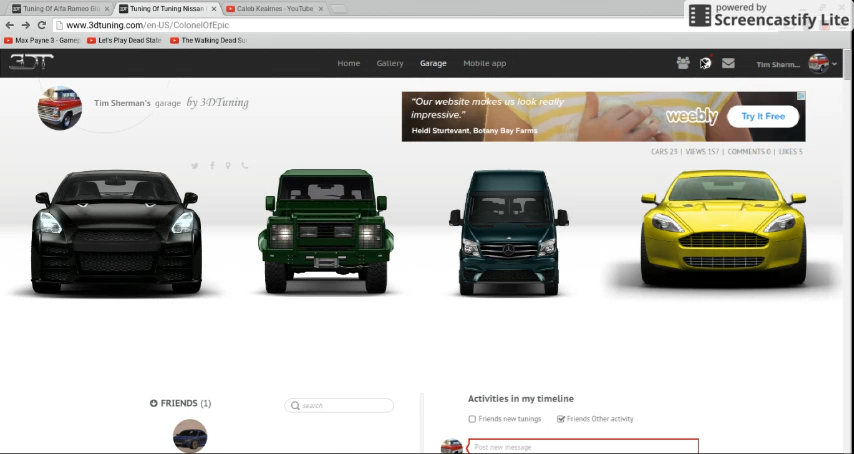 powered by
Screencastify Lite
Tuning Of Alfa Romeo Giu
Tuning Of Tuning Nissan
Caleb Kearnes - YouTube
www.3dtuning.com/en-US/ColonelOfEpic
Max Payne 3 - Gamep
Let's Play Dead State
The Walking Dead Su
3DT
Home
Gallery
Garage
Mobile app
Tim Sherm...
Tim Sherman's garage by 3DTuning
"Our website makes us look really
impressive."
Heidi Sturtevant, Botany Bay Farms
weebly
Try It Free
CARS 23 | VIEWS 157 | COMMENTS 0 | LIKES 5
FRIENDS (1)
search
Activities in my timeline
Friends new tunings
Friends Other activity
Post new message